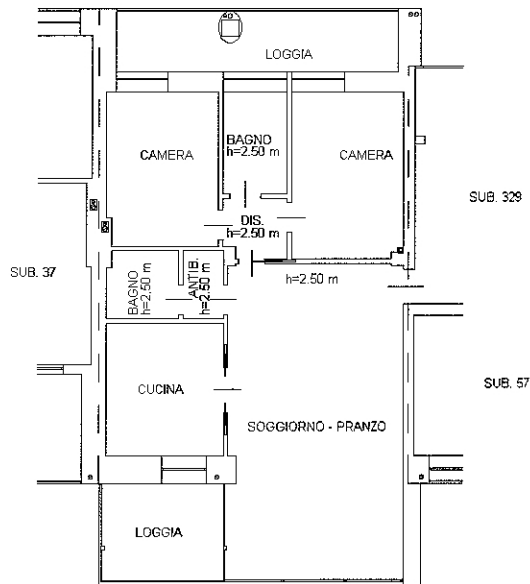 LOGGIA
BAGNO
h=2.50 m
CAMERA
CAMERA
SUB. 329
DIS.
h=2.50 m
SUB. 37
BAGNO
h=2.50 m
ANTIB.
h=2.50 m
h=2.50 m
CUCINA
SUB. 57
SOGGIORNO - PRANZO
LOGGIA